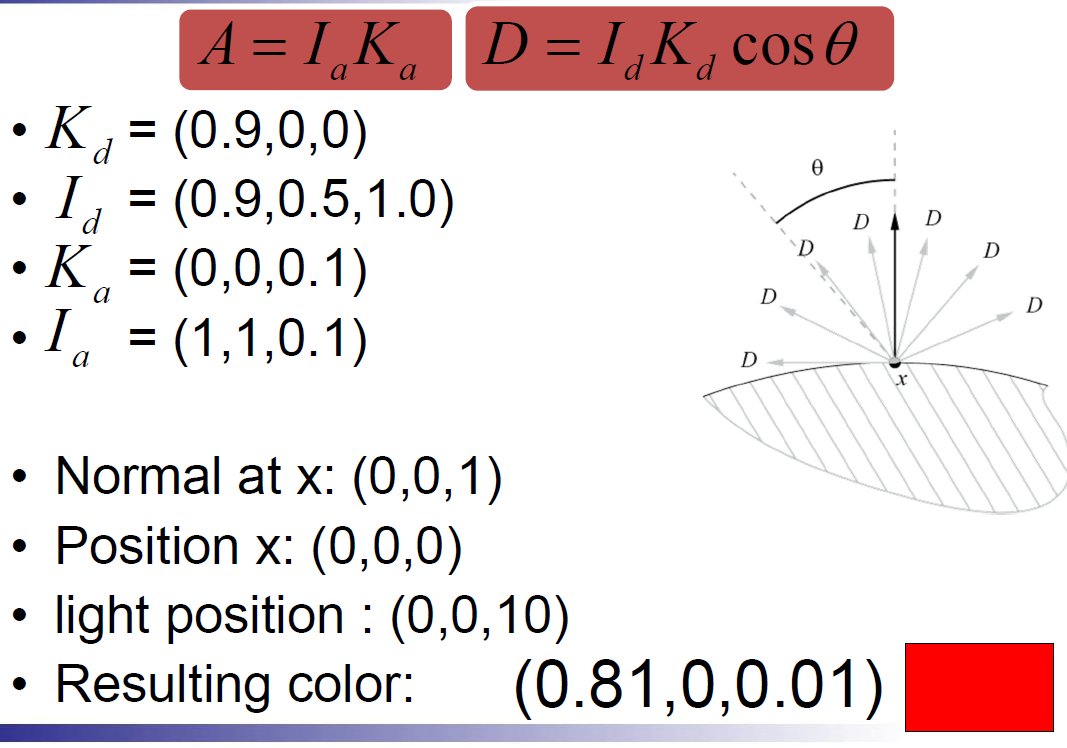 A = I_a K_a
D = I_d K_d cos θ
• K_d = (0.9,0,0)
• I_d = (0.9,0.5,1.0)
• K_a = (0,0,0.1)
• I_a = (1,1,0.1)
θ
D
D
D
D
D
D
D
x
• Normal at x: (0,0,1)
• Position x: (0,0,0)
• light position : (0,0,10)
• Resulting color: (0.81,0,0.01)